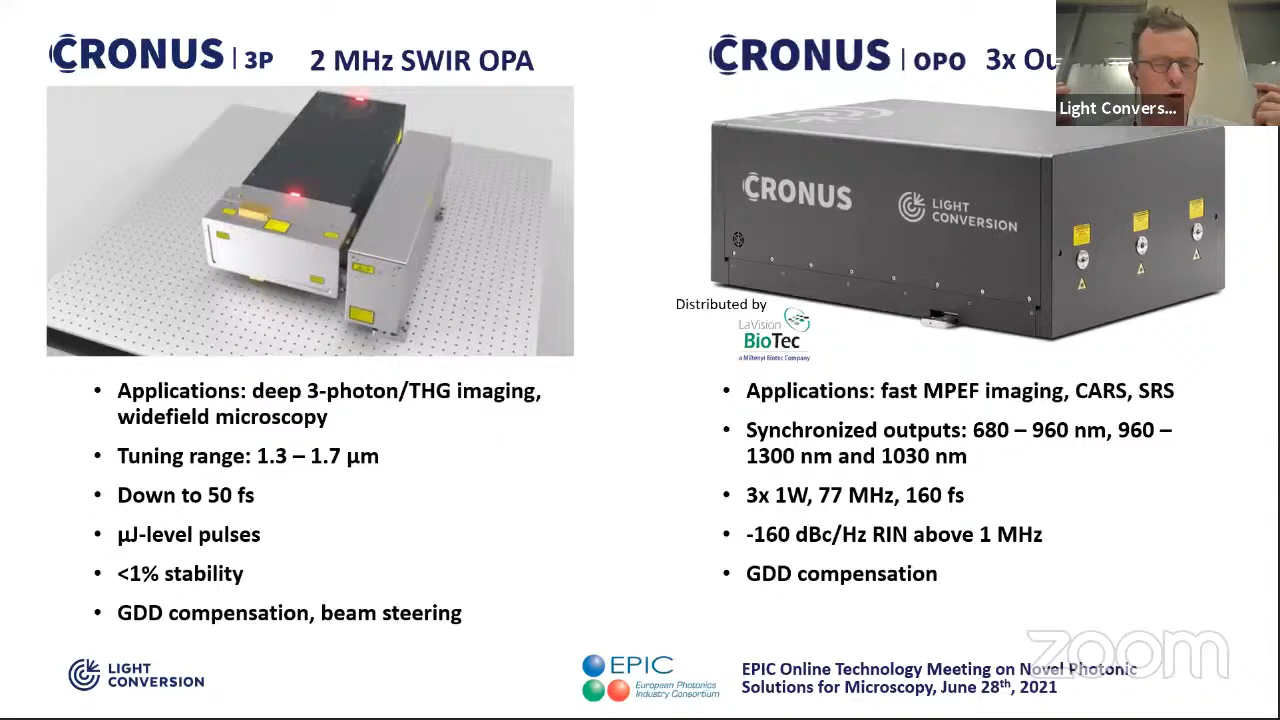 CRONUS | 3P 2 MHz SWIR OPA
CRONUS | OPO 3x
Light Convers...
CRONUS
LIGHT
CONVERSION
Distributed by
LaVision
BioTec
a Miltenyi Biotec Company
• Applications: deep 3-photon/THG imaging,
widefield microscopy
• Tuning range: 1.3 – 1.7 µm
• Down to 50 fs
• µJ-level pulses
• <1% stability
• GDD compensation, beam steering
• Applications: fast MPEF imaging, CARS, SRS
• Synchronized outputs: 680 – 960 nm, 960 –
1300 nm and 1030 nm
• 3x 1W, 77 MHz, 160 fs
• -160 dBc/Hz RIN above 1 MHz
• GDD compensation
LIGHT
CONVERSION
EPIC
European Photonics
Industry Consortium
EPIC Online Technology Meeting on Novel Photonic
Solutions for Microscopy, June 28th, 2021
zoom